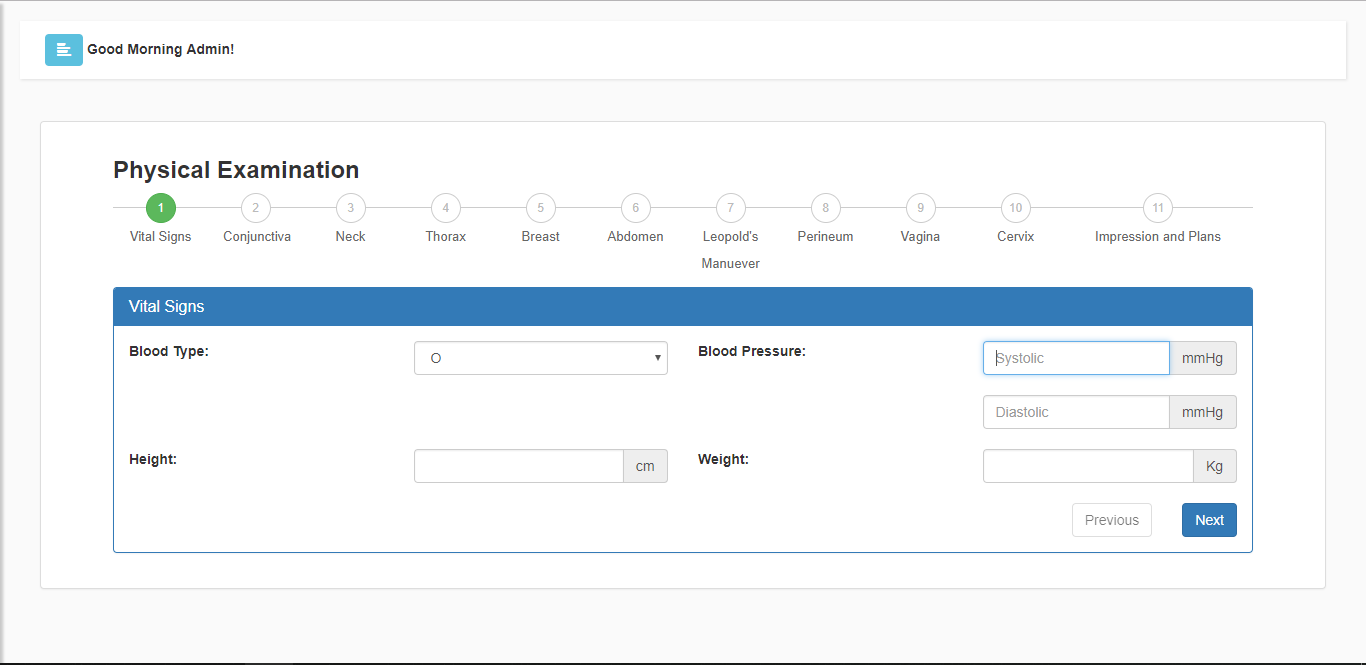 Good Morning Admin!
Physical Examination
1 2 3 4 5 6 7 8 9 10 11
Vital Signs Conjunctiva Neck Thorax Breast Abdomen Leopold's Perineum Vagina Cervix Impression and Plans
Manuever
Vital Signs
Blood Type: O Blood Pressure: Systolic mmHg
Diastolic mmHg
Height: cm Weight: Kg
Previous Next